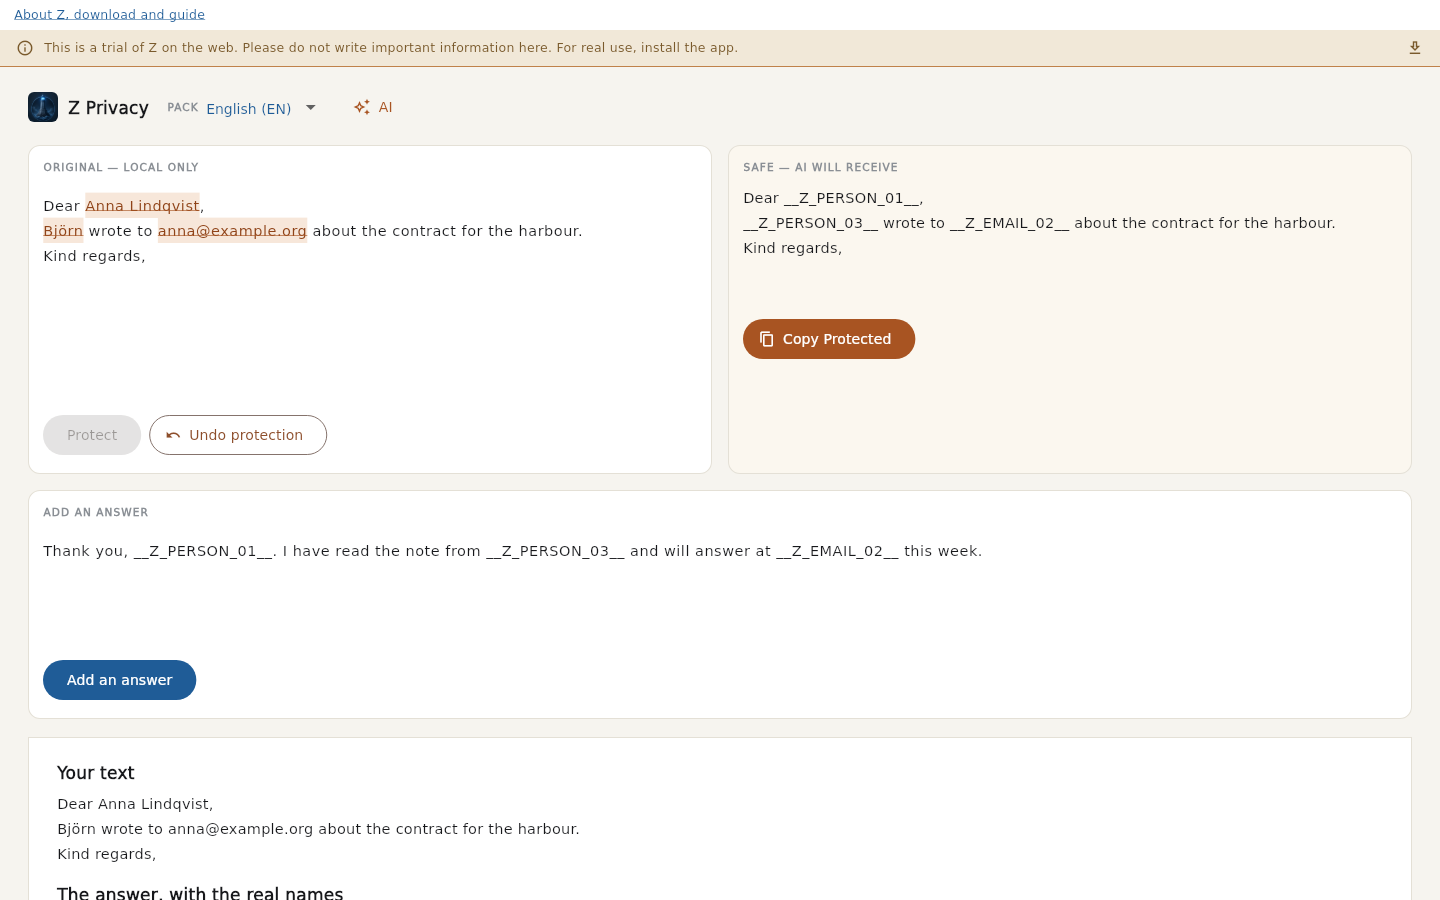 About Z, download and guide
This is a trial of Z on the web. Please do not write important information here. For real use, install the app.
Z Privacy
PACK
English (EN)
AI
ORIGINAL — LOCAL ONLY
Dear Anna Lindqvist,
Björn wrote to anna@example.org about the contract for the harbour.
Kind regards,
Protect
Undo protection
SAFE — AI WILL RECEIVE
Dear __Z_PERSON_01__,
__Z_PERSON_03__ wrote to __Z_EMAIL_02__ about the contract for the harbour.
Kind regards,
Copy Protected
ADD AN ANSWER
Thank you, __Z_PERSON_01__. I have read the note from __Z_PERSON_03__ and will answer at __Z_EMAIL_02__ this week.
Add an answer
Your text
Dear Anna Lindqvist,
Björn wrote to anna@example.org about the contract for the harbour.
Kind regards,
The answer, with the real names